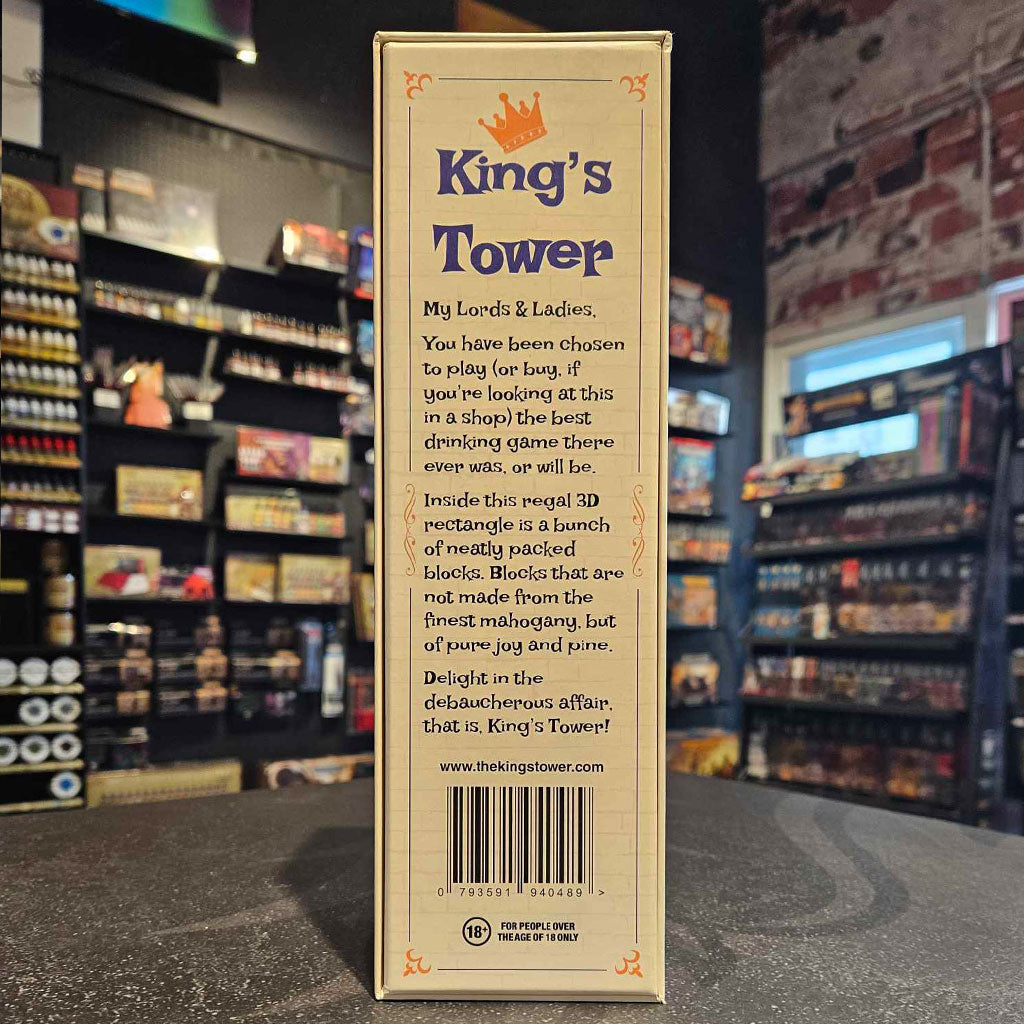 King's
Tower
My Lords & Ladies,
You have been chosen
to play (or buy, if
you're looking at this
in a shop) the best
drinking game there
ever was, or will be.
Inside this regal 3D
rectangle is a bunch
of neatly packed
blocks. Blocks that are
not made from the
finest mahogany, but
of pure joy and pine.
Delight in the
debaucherous affair,
that is, King's Tower!
www.thekingstower.com
0 793591 940489 >
18+ FOR PEOPLE OVER
THE AGE OF 18 ONLY